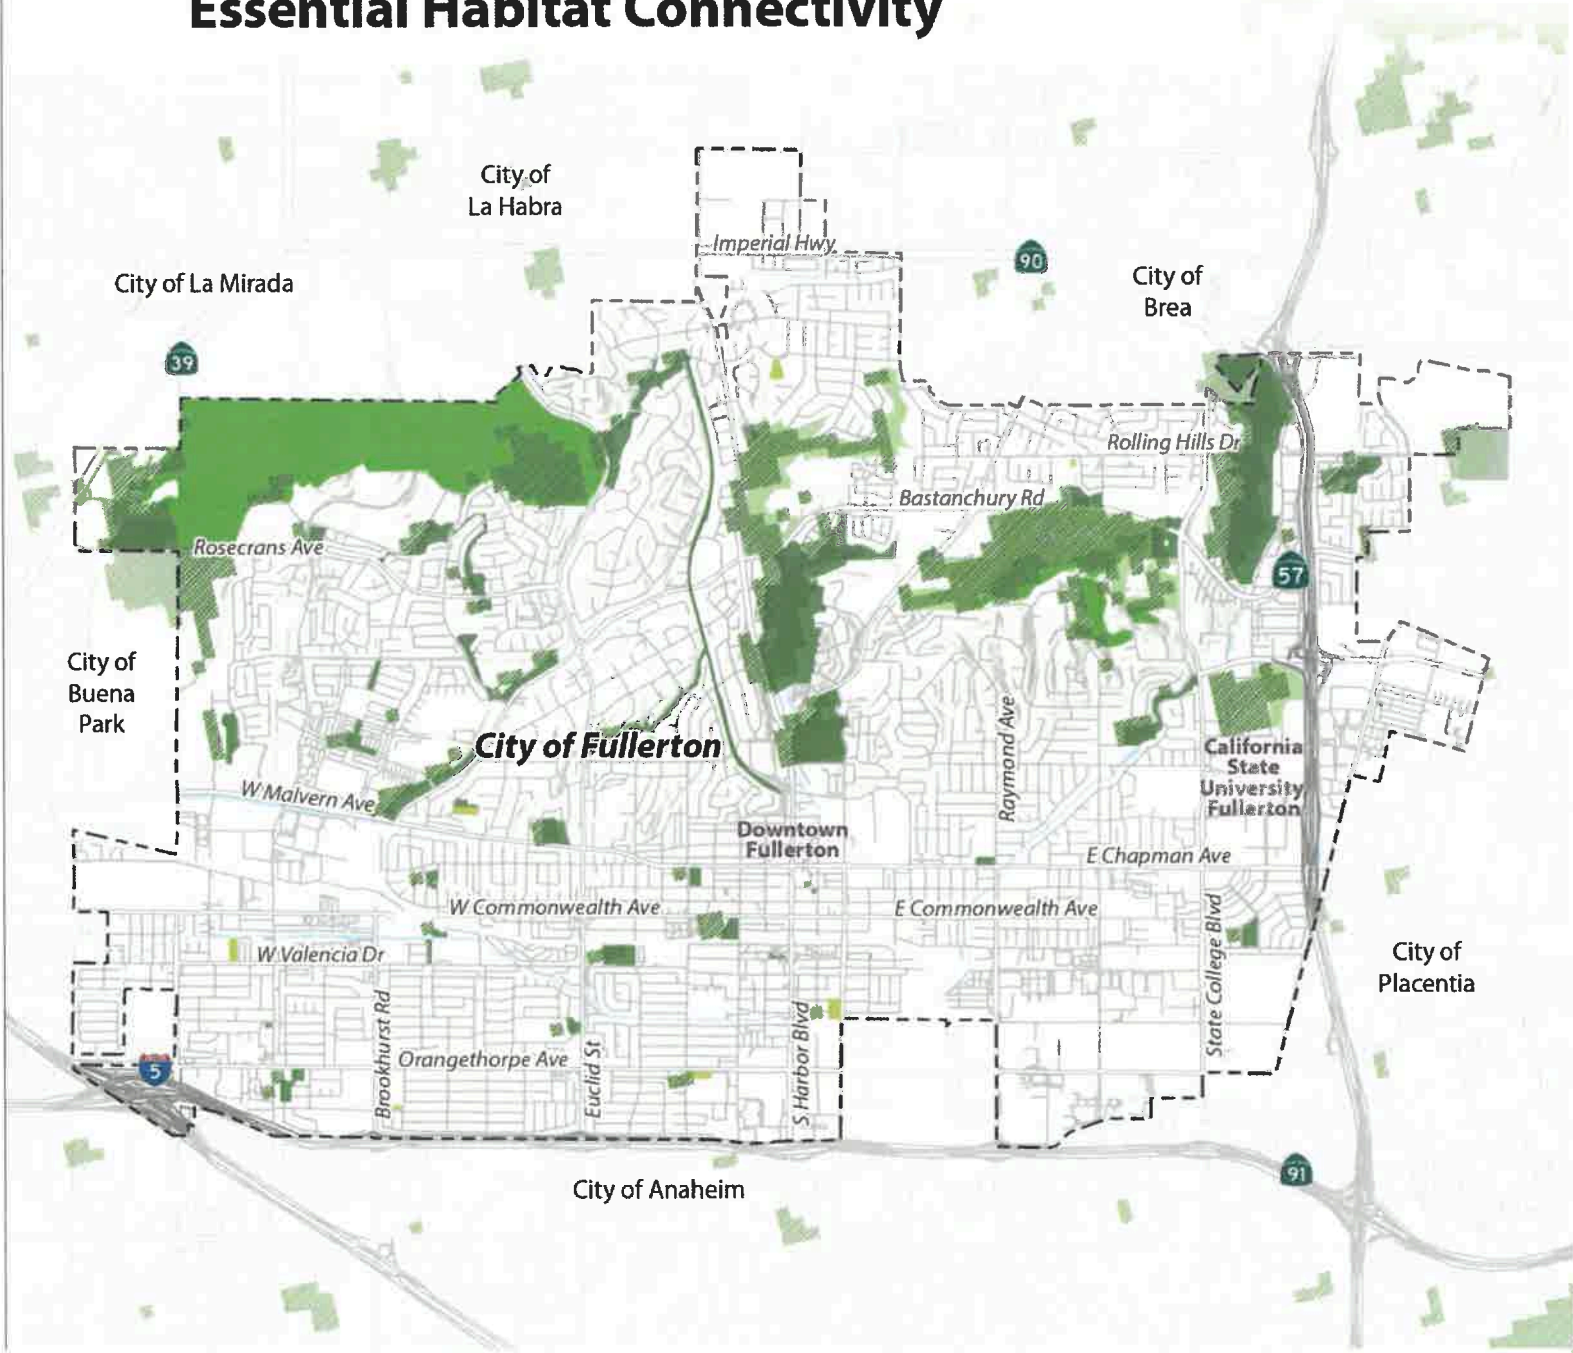 Essential Habitat Connectivity
City of
La Habra
Imperial Hwy
90
City of La Mirada
City of
Brea
39
Rolling Hills Dr
Bastanchury Rd
Rosecrans Ave
57
City of
Buena
Park
City of Fullerton
Raymond Ave
California
State
University
Fullerton
W Malvern Ave
Downtown
Fullerton
E Chapman Ave
W Commonwealth Ave
E Commonwealth Ave
State College Blvd
W Valencia Dr
City of
Placentia
Brookhurst Rd
Euclid St
S Harbor Blvd
Orangethorpe Ave
5
91
City of Anaheim